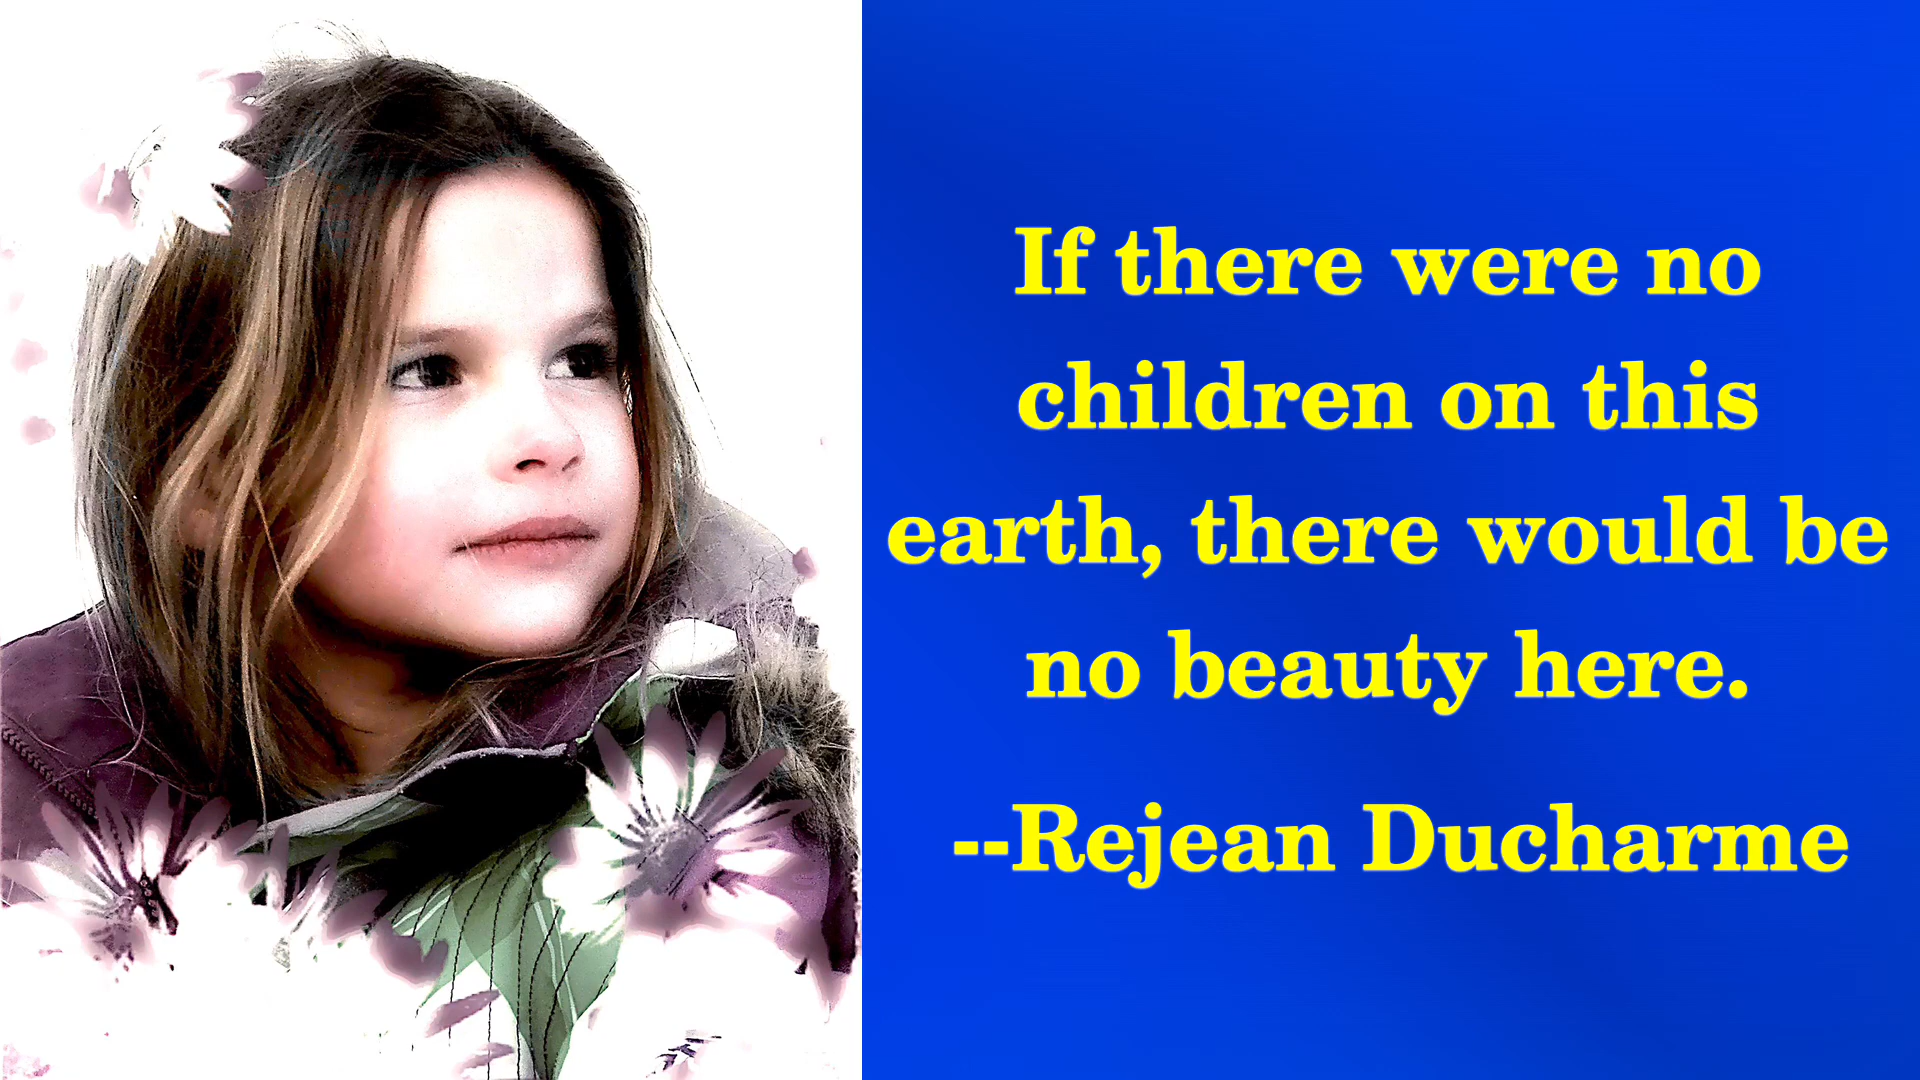 If there were no
children on this
earth, there would be
no beauty here.
--Rejean Ducharme